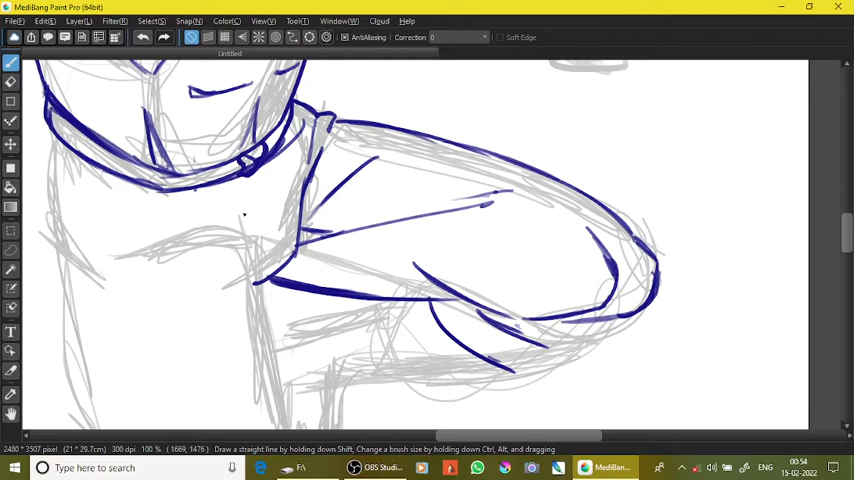 MediBang Paint Pro (64bit)
File(F) Edit(E) Layer(L) Filter(R) Select(S) Snap(N) Color(C) View(V) Tool(T) Window(W) Cloud Help
AntiAliasing Correction 0 Soft Edge
Untitled
2480 * 3507 pixel (21 * 29.7cm) 300 dpi 100 % (1669, 1476) Draw a straight line by holding down Shift, Change a brush size by holding down Ctrl, Alt, and dragging
Type here to search
F:\
OBS Studi...
MediBan...
ENG
00:54
15-02-2022